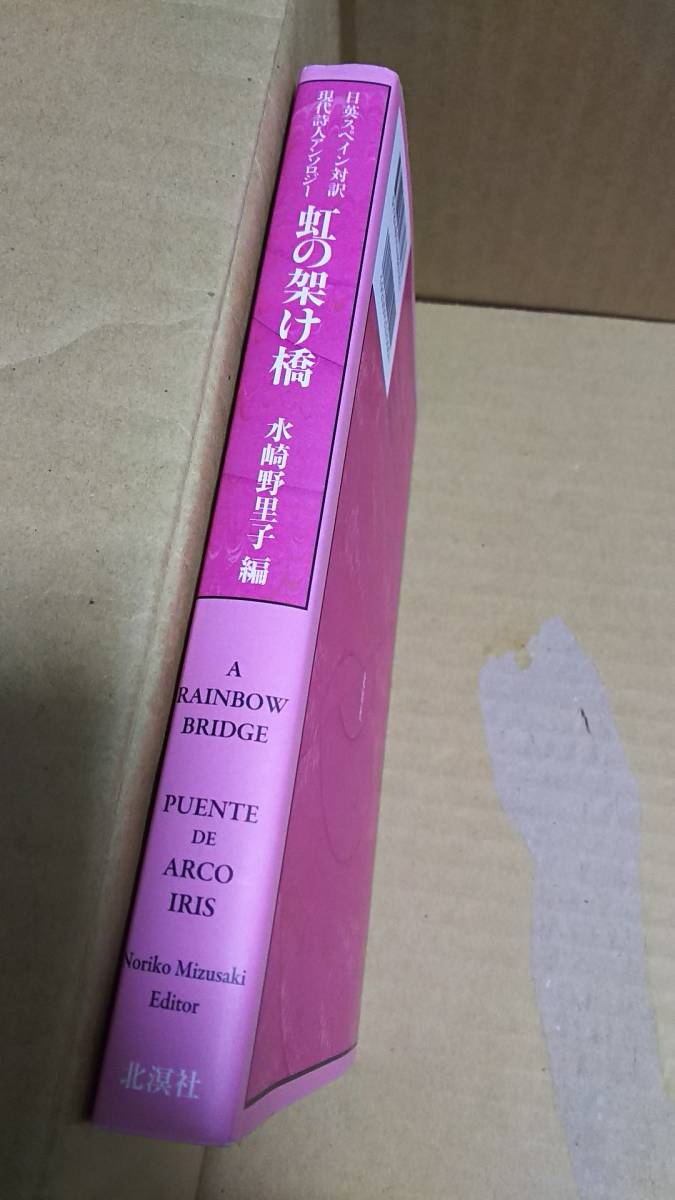 日英スペイン対訳
現代詩人アンソロジー
虹の架け橋
水崎野里子 編
A
RAINBOW
BRIDGE
PUENTE
DE
ARCO
IRIS
Noriko Mizusaki
Editor
北溟社